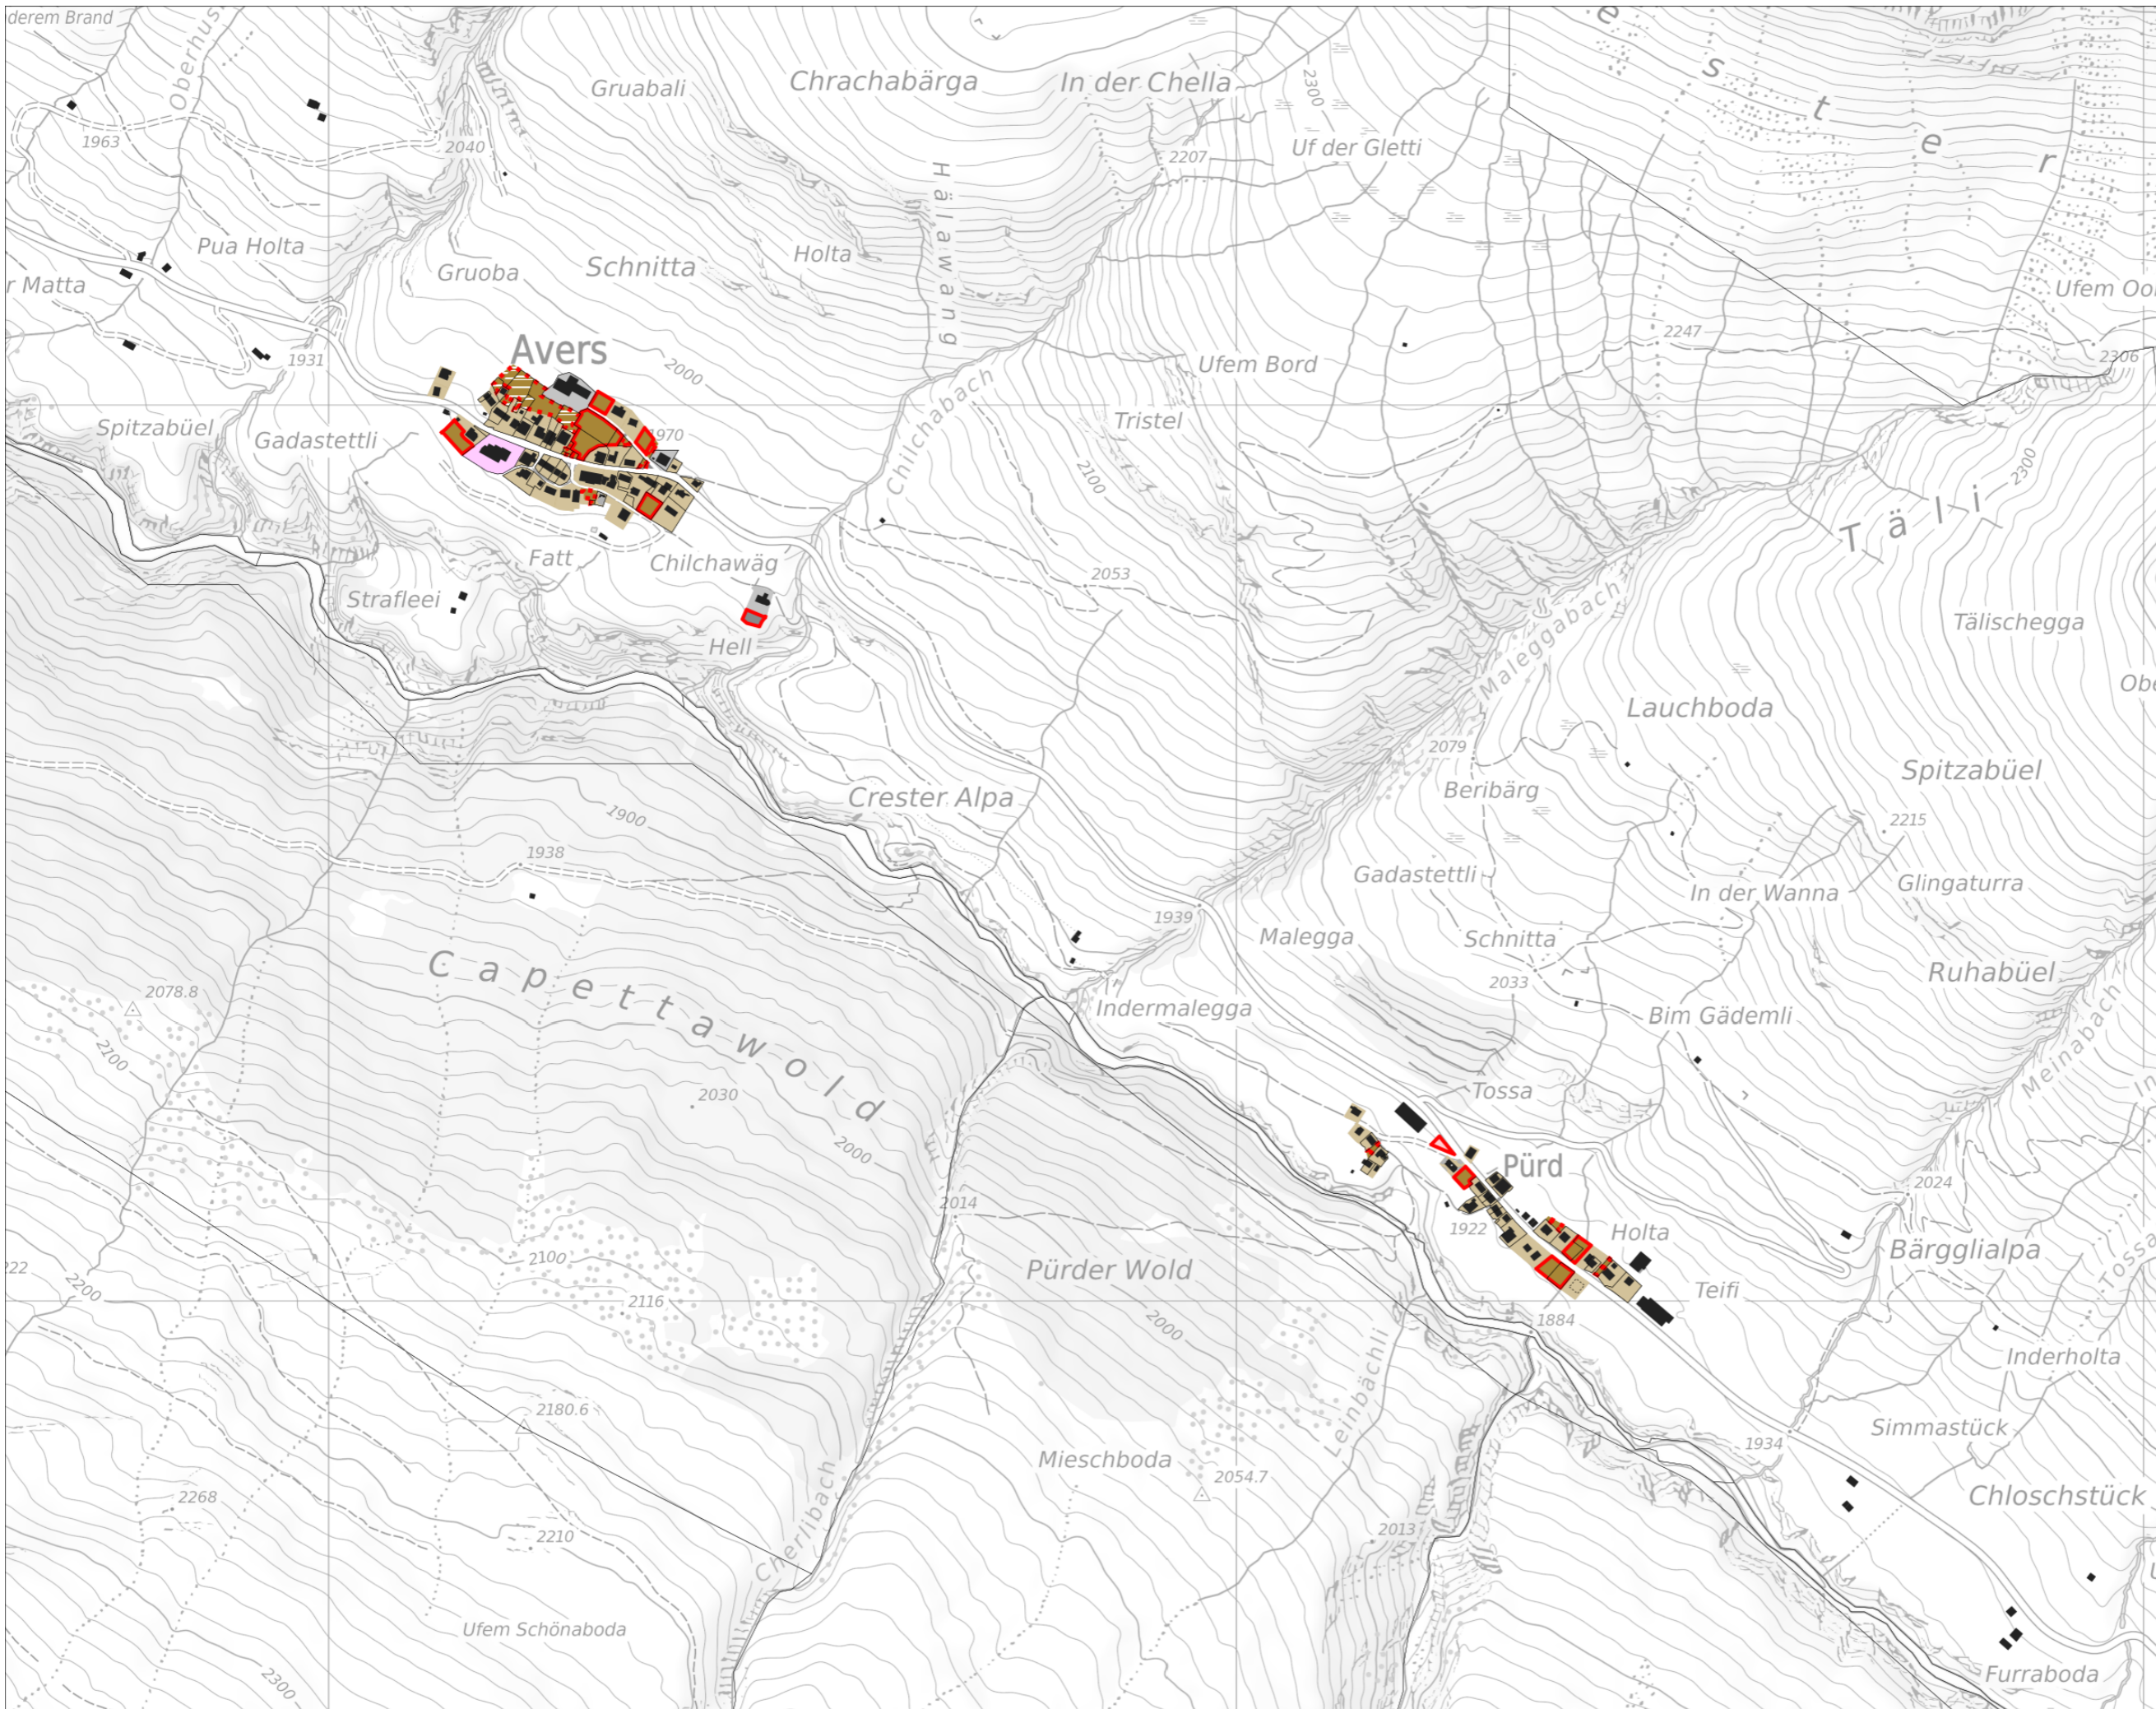 derem Brand
Gruabali
Chrachabärga
In der Chella
2300
Uf der Gletti
s t e r
1963
2040
2207
Hälawang
Pua Holta
Gruoba
Schnitta
Holta
r Matta
1931
Avers
2000
Ufem Bord
2247
2306
Spitzabüel
Gadastettli
1970
Chilchabach
Tristel
2100
2300
Täli
Fatt
Chilchawäg
2053
Strafleei
Hell
Maleggabach
Tälischegga
Lauchboda
2079
Beribärg
Spitzabüel
2215
Crester Alpa
1900
1938
Gadastettli
In der Wanna
Glingaturra
1939
Malegga
Schnitta
2033
Ruhabüel
Capettawold
2078.8
2100
Indermalegga
Bim Gädemli
Meinabach
2030
2000
Tossa
Pürd
2014
2024
1922
Holta
Bärgglialpa
Tossa
222
2200
2100
2116
Pürder Wold
2000
Teifi
1884
Leinbächli
Inderholta
2180.6
Simmastück
1934
Mieschboda
2054.7
Chloschstück
2268
2210
2013
Ufem Schönaboda
2300
Furraboda